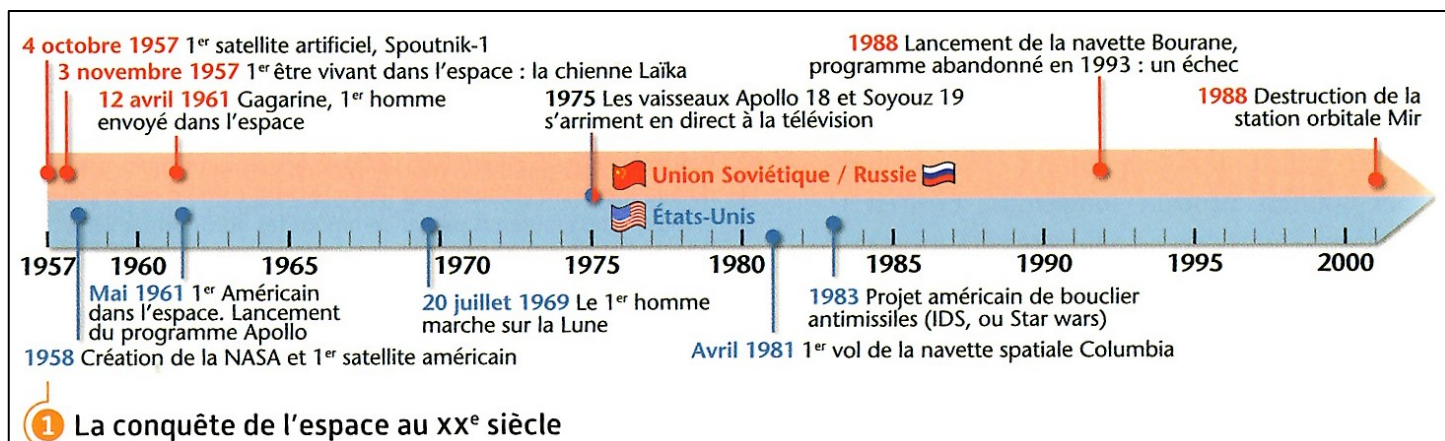 4 octobre 1957 1er satellite artificiel, Spoutnik-1
3 novembre 1957 1er être vivant dans l'espace : la chienne Laïka
12 avril 1961 Gagarine, 1er homme
envoyé dans l'espace
1975 Les vaisseaux Apollo 18 et Soyouz 19
s'arriment en direct à la télévision
1988 Lancement de la navette Bourane,
programme abandonné en 1993 : un échec
1988 Destruction de la
station orbitale Mir
Union Soviétique / Russie
États-Unis
1957 1960 1965 1970 1975 1980 1985 1990 1995 2000
Mai 1961 1er Américain
dans l'espace. Lancement
du programme Apollo
1958 Création de la NASA et 1er satellite américain
20 juillet 1969 Le 1er homme
marche sur la Lune
Avril 1981 1er vol de la navette spatiale Columbia
1983 Projet américain de bouclier
antimissiles (IDS, ou Star wars)
1 La conquête de l'espace au XXe siècle